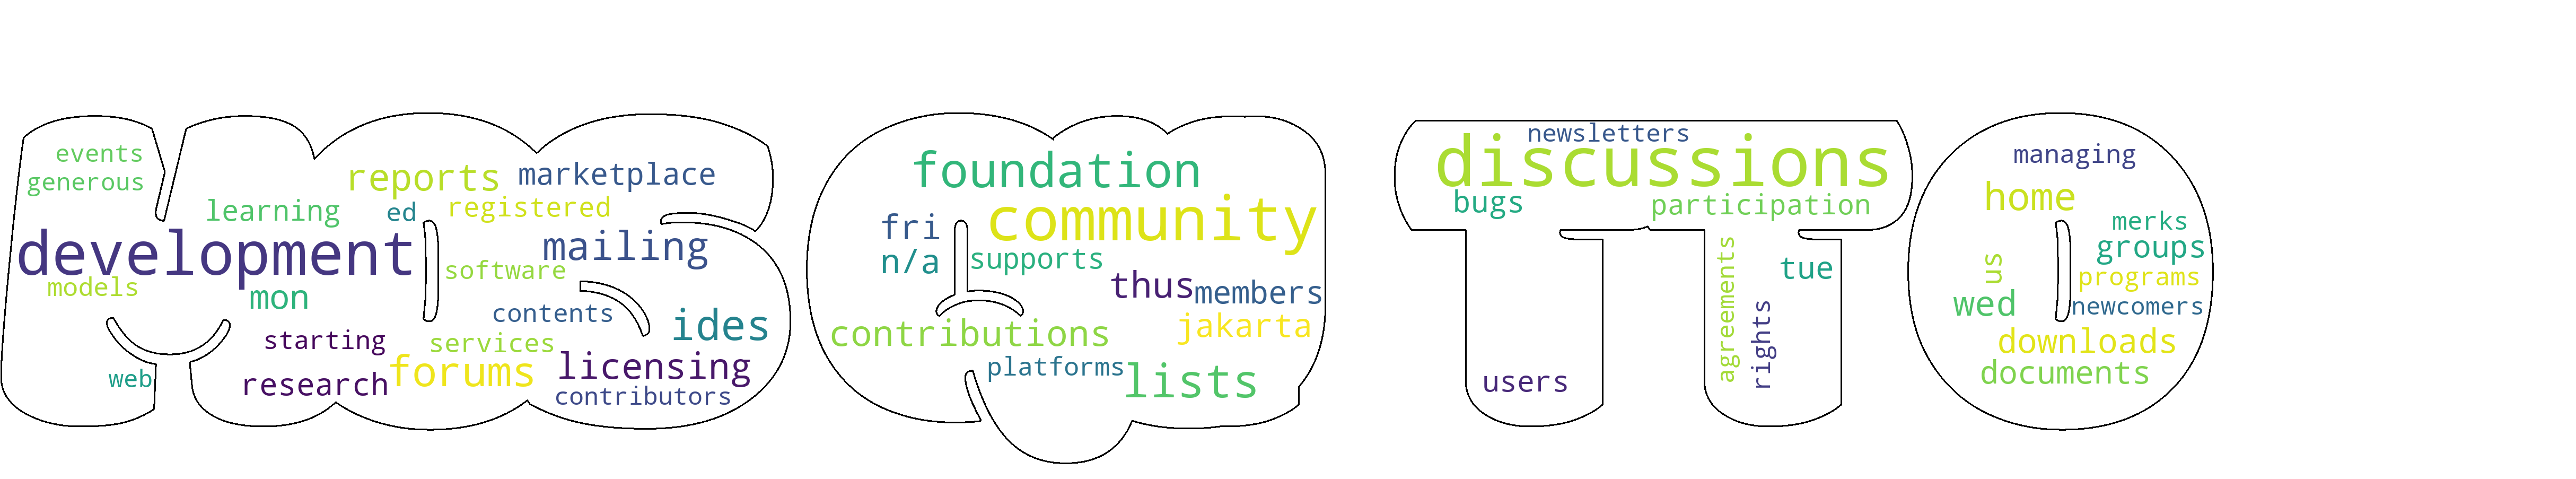 events
generous
learning
reports
marketplace
ed
registered
development
mailing
models
mon
software
contents
starting
services
ides
web
research
forums
licensing
contributors
foundation
community
fri
n/a
supports
thus
members
contributions
jakarta
platforms
lists
newsletters
discussions
bugs
participation
agreements
rights
tue
users
managing
home
merks
groups
us
programs
wed
newcomers
downloads
documents